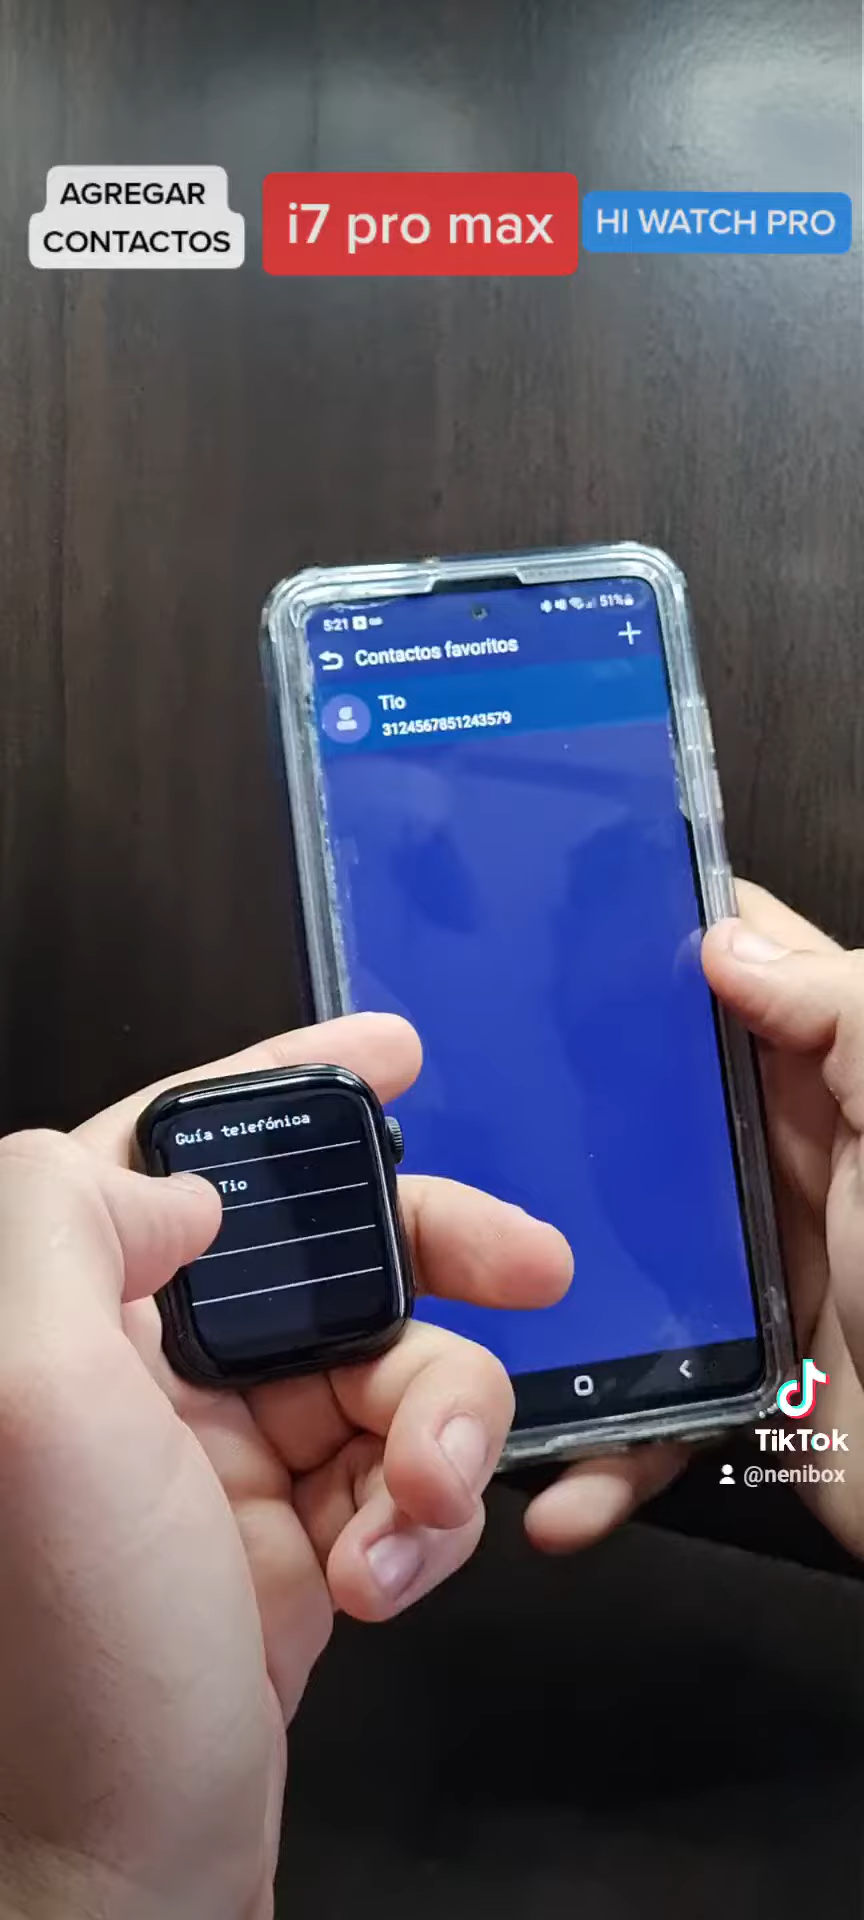 AGREGAR
CONTACTOS
i7 pro max
HI WATCH PRO
5:21
51%
Contactos favoritos
+
Tio
3124567851243579
Guía telefónica
Tio
TikTok
@nenibox